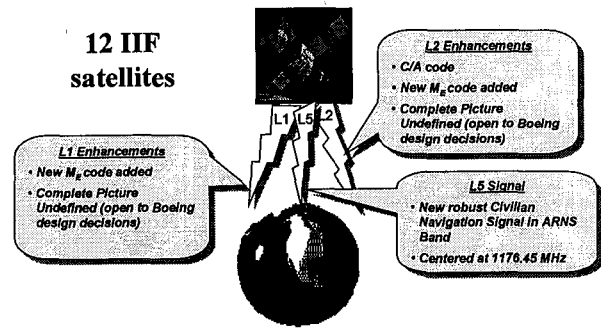 12 IIF
satellites
L2 Enhancements
• C/A code
• New M_E code added
• Complete Picture
Undefined (open to Boeing
design decisions)
L1 L5 L2
L1 Enhancements
• New M_E code added
• Complete Picture
Undefined (open to Boeing
design decisions)
L5 Signal
• New robust Civilian
Navigation Signal in ARNS
Band
• Centered at 1176.45 MHz